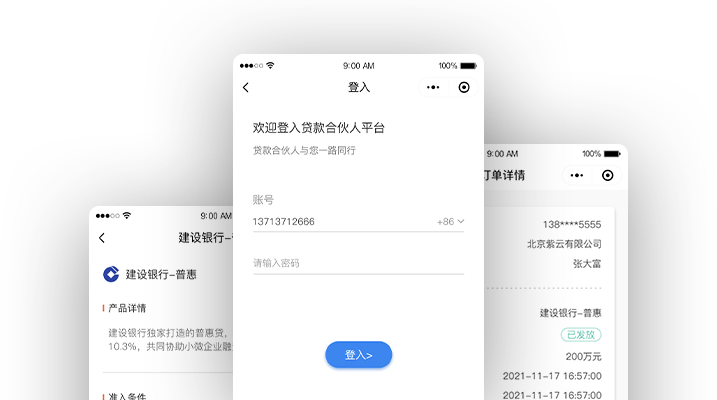 9:00 AM
100%
登入
欢迎登入贷款合伙人平台
贷款合伙人与您一路同行
账号
13713712666
+86
请输入密码
登入>
9:00 AM
建设银行-
建设银行-普惠
产品详情
建设银行独家打造的普惠贷，
10.3%，共同协助小微企业融
准入条件
9:00 AM
100%
订单详情
138****5555
北京紫云有限公司
张大富
建设银行-普惠
已发放
200万元
2021-11-17 16:57:00
2021-11-17 16:57:00